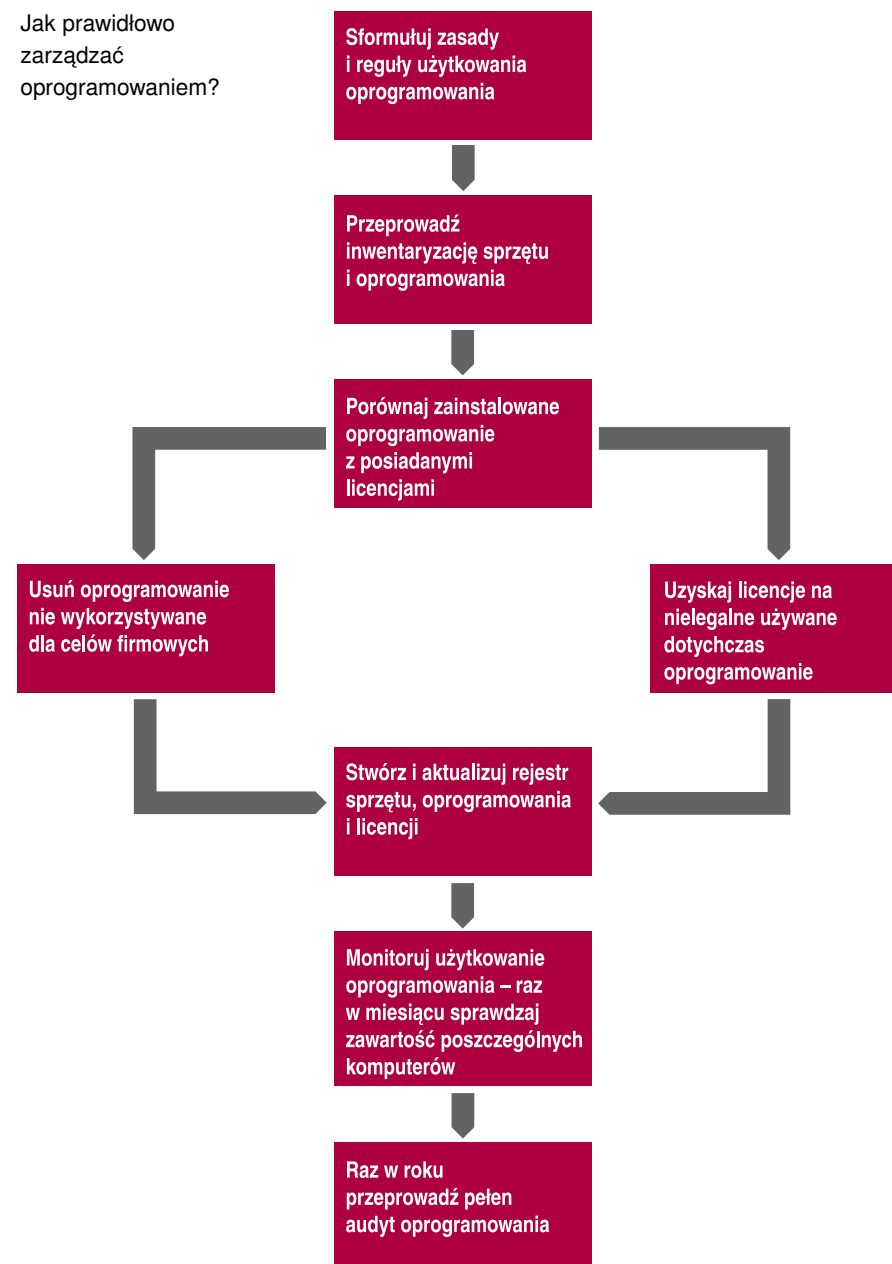 Jak prawidłowo
zarządzać
oprogramowaniem?
Sformułuj zasady
i reguły użytkowania
oprogramowania
Przeprowadź
inwentaryzację sprzętu
i oprogramowania
Porównaj zainstalowane
oprogramowanie
z posiadanymi
licencjami
Usuń oprogramowanie
nie wykorzystywane
dla celów firmowych
Uzyskaj licencje na
nielegalne używane
dotychczas
oprogramowanie
Stwórz i aktualizuj rejestr
sprzętu, oprogramowania
i licencji
Monitoruj użytkowanie
oprogramowania – raz
w miesiącu sprawdzaj
zawartość poszczególnych
komputerów
Raz w roku
przeprowadź pełen
audyt oprogramowania